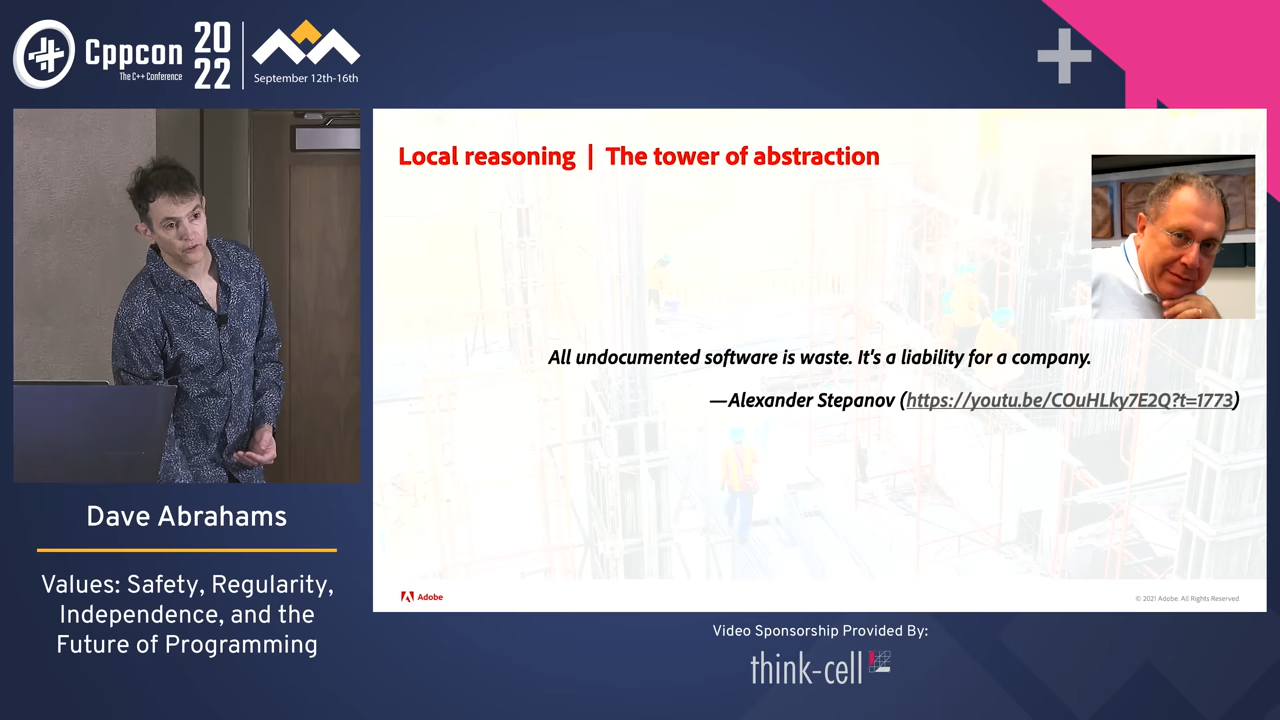 Cppcon
The C++ Conference
20
22
September 12th-16th
Local reasoning | The tower of abstraction
All undocumented software is waste. It's a liability for a company.
—Alexander Stepanov (https://youtu.be/COuHLky7E2Q?t=1773)
Adobe
© 2021 Adobe. All Rights Reserved.
Dave Abrahams
Values: Safety, Regularity,
Independence, and the
Future of Programming
Video Sponsorship Provided By:
think-cell